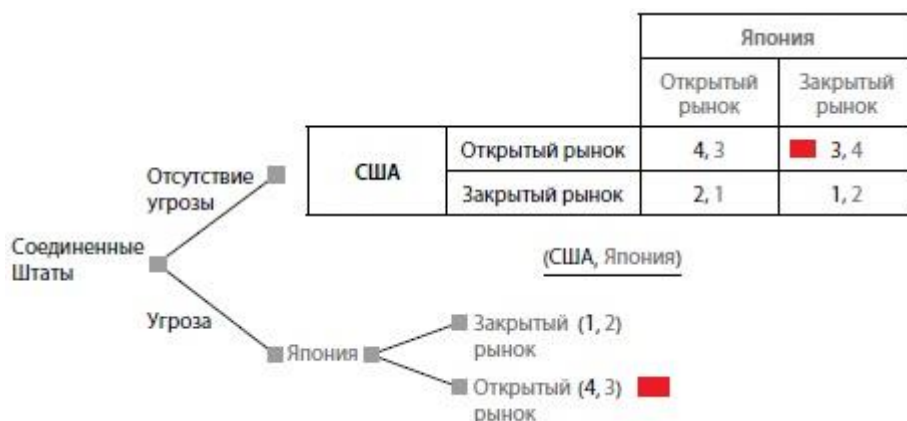 Япония
Открытый Закрытый
рынок рынок
США Открытый рынок 4, 3 3, 4
Закрытый рынок 2, 1 1, 2
Отсутствие
угрозы
Соединенные
Штаты
(США, Япония)
Угроза
Япония
Закрытый (1, 2)
рынок
Открытый (4, 3)
рынок